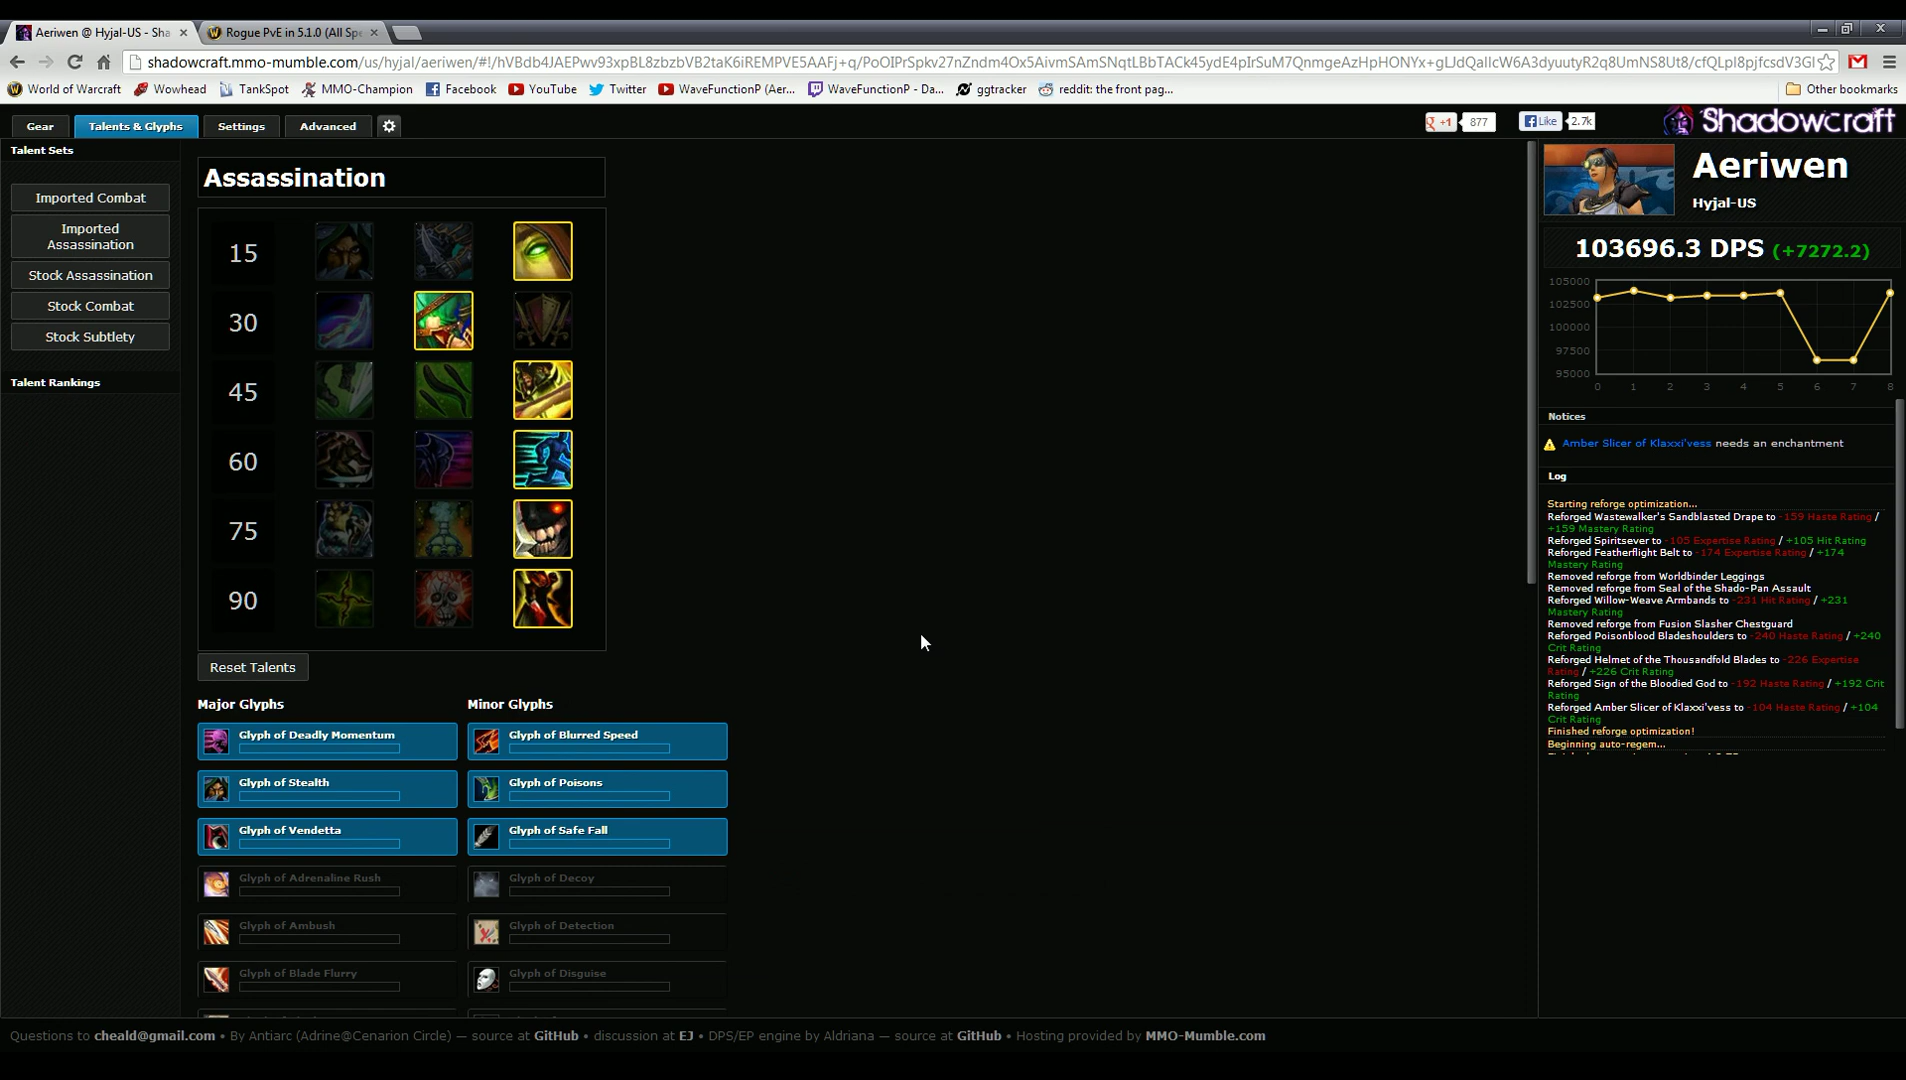 Aeriwen @ Hyjal-US - Sha
Rogue PvE in 5.1.0 (All Spe
shadowcraft.mmo-mumble.com/us/hyjal/aeriwen/#!/hVBdb4JAEPwv93xpBL8zbzbVB2taK6iREMPVE5AAFj+q/PoOIPrSpkv27nZndm4Ox5AivmSAmSNqtLBbTACk45ydE4pIrSuM7QnmgeAzHpHONYx+gLJdQaIIcW6A3dyuutyR2q8UmNS8Ut8/cfQLpI8pjfcsdV3GI
World of Warcraft Wowhead TankSpot MMO-Champion Facebook YouTube Twitter WaveFunctionP (Aer... WaveFunctionP - Da... ggtracker reddit: the front pag... Other bookmarks
Gear Talents & Glyphs Settings Advanced
+1 877 Like 2.7k
Shadowcraft
Talent Sets
Imported Combat
Imported
Assassination
Stock Assassination
Stock Combat
Stock Subtlety
Talent Rankings
Assassination
15
30
45
60
75
90
Reset Talents
Major Glyphs
Glyph of Deadly Momentum
Glyph of Stealth
Glyph of Vendetta
Glyph of Adrenaline Rush
Glyph of Ambush
Glyph of Blade Flurry
Minor Glyphs
Glyph of Blurred Speed
Glyph of Poisons
Glyph of Safe Fall
Glyph of Decoy
Glyph of Detection
Glyph of Disguise
Aeriwen
Hyjal-US
103696.3 DPS (+7272.2)
105000
102500
100000
97500
95000
0 1 2 3 4 5 6 7 8
Notices
Amber Slicer of Klaxxi'vess needs an enchantment
Log
Starting reforge optimization...
Reforged Wastewalker's Sandblasted Drape to -159 Haste Rating /
+159 Mastery Rating
Reforged Spiritsever to -105 Expertise Rating / +105 Hit Rating
Reforged Featherflight Belt to -174 Expertise Rating / +174
Mastery Rating
Removed reforge from Worldbinder Leggings
Removed reforge from Seal of the Shado-Pan Assault
Reforged Willow-Weave Armbands to -231 Hit Rating / +231
Mastery Rating
Removed reforge from Fusion Slasher Chestguard
Reforged Poisonblood Bladeshoulders to -240 Haste Rating / +240
Crit Rating
Reforged Helmet of the Thousandfold Blades to -226 Expertise
Rating / +226 Crit Rating
Reforged Sign of the Bloodied God to -192 Haste Rating / +192 Crit
Rating
Reforged Amber Slicer of Klaxxi'vess to -104 Haste Rating / +104
Crit Rating
Finished reforge optimization!
Beginning auto-regem...
Questions to cheald@gmail.com • By Antiarc (Adrine@Cenarion Circle) — source at GitHub • discussion at EJ • DPS/EP engine by Aldriana — source at GitHub • Hosting provided by MMO-Mumble.com